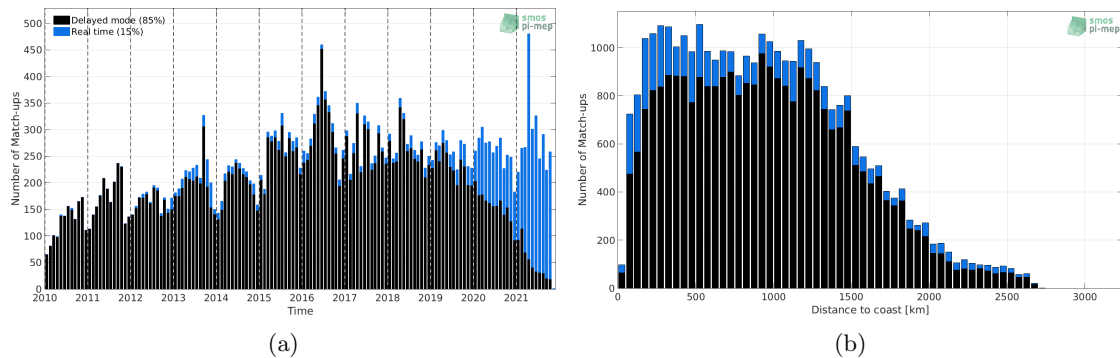 Delayed mode (85%)
Real time (15%)
smos
pi-mep
Number of Match-ups
500
450
400
350
300
250
200
150
100
50
0
2010 2011 2012 2013 2014 2015 2016 2017 2018 2019 2020 2021
Time
(a)
smos
pi-mep
Number of Match-ups
1000
800
600
400
200
0
0 500 1000 1500 2000 2500 3000
Distance to coast [km]
(b)